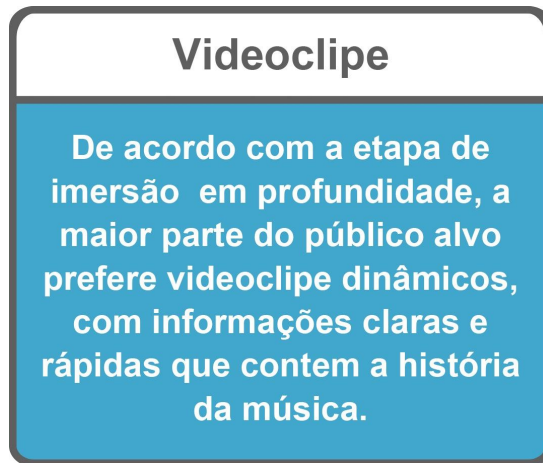 Videoclipe
De acordo com a etapa de
imersão em profundidade, a
maior parte do público alvo
prefere videoclipe dinâmicos,
com informações claras e
rápidas que contem a história
da música.